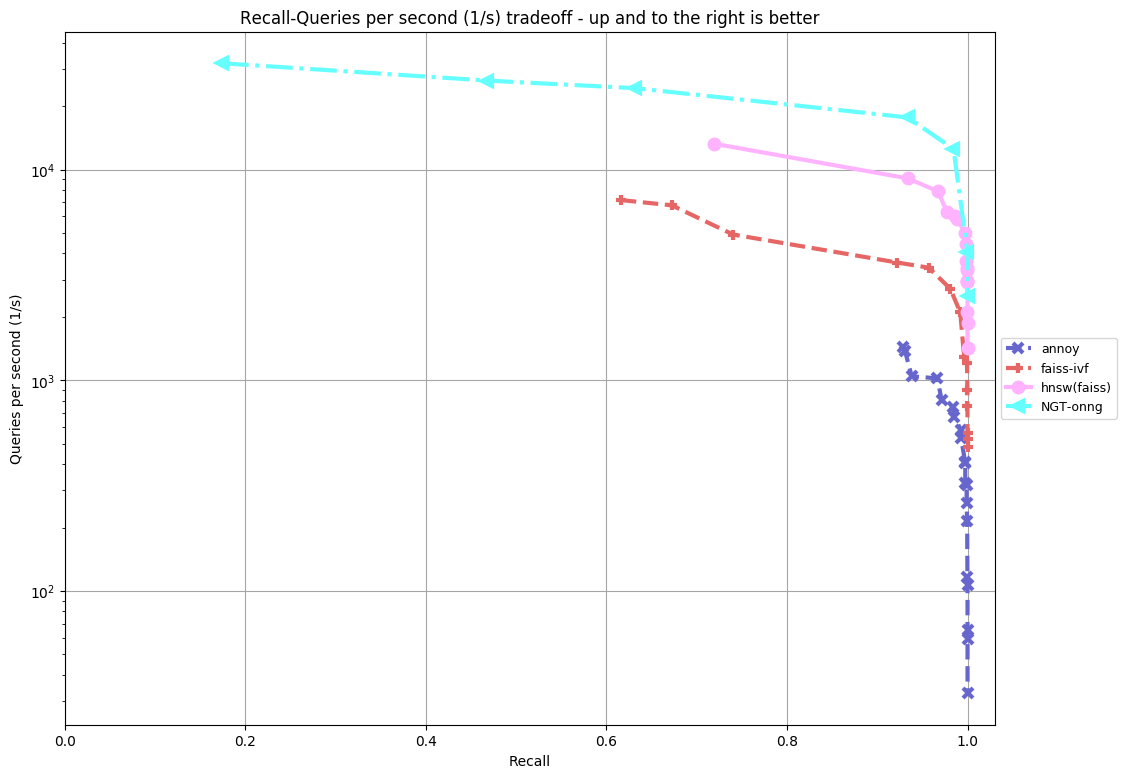 Recall-Queries per second (1/s) tradeoff - up and to the right is better
Queries per second (1/s)
10⁴
10³
10²
0.0 0.2 0.4 0.6 0.8 1.0
Recall
annoy
faiss-ivf
hnsw(faiss)
NGT-onng